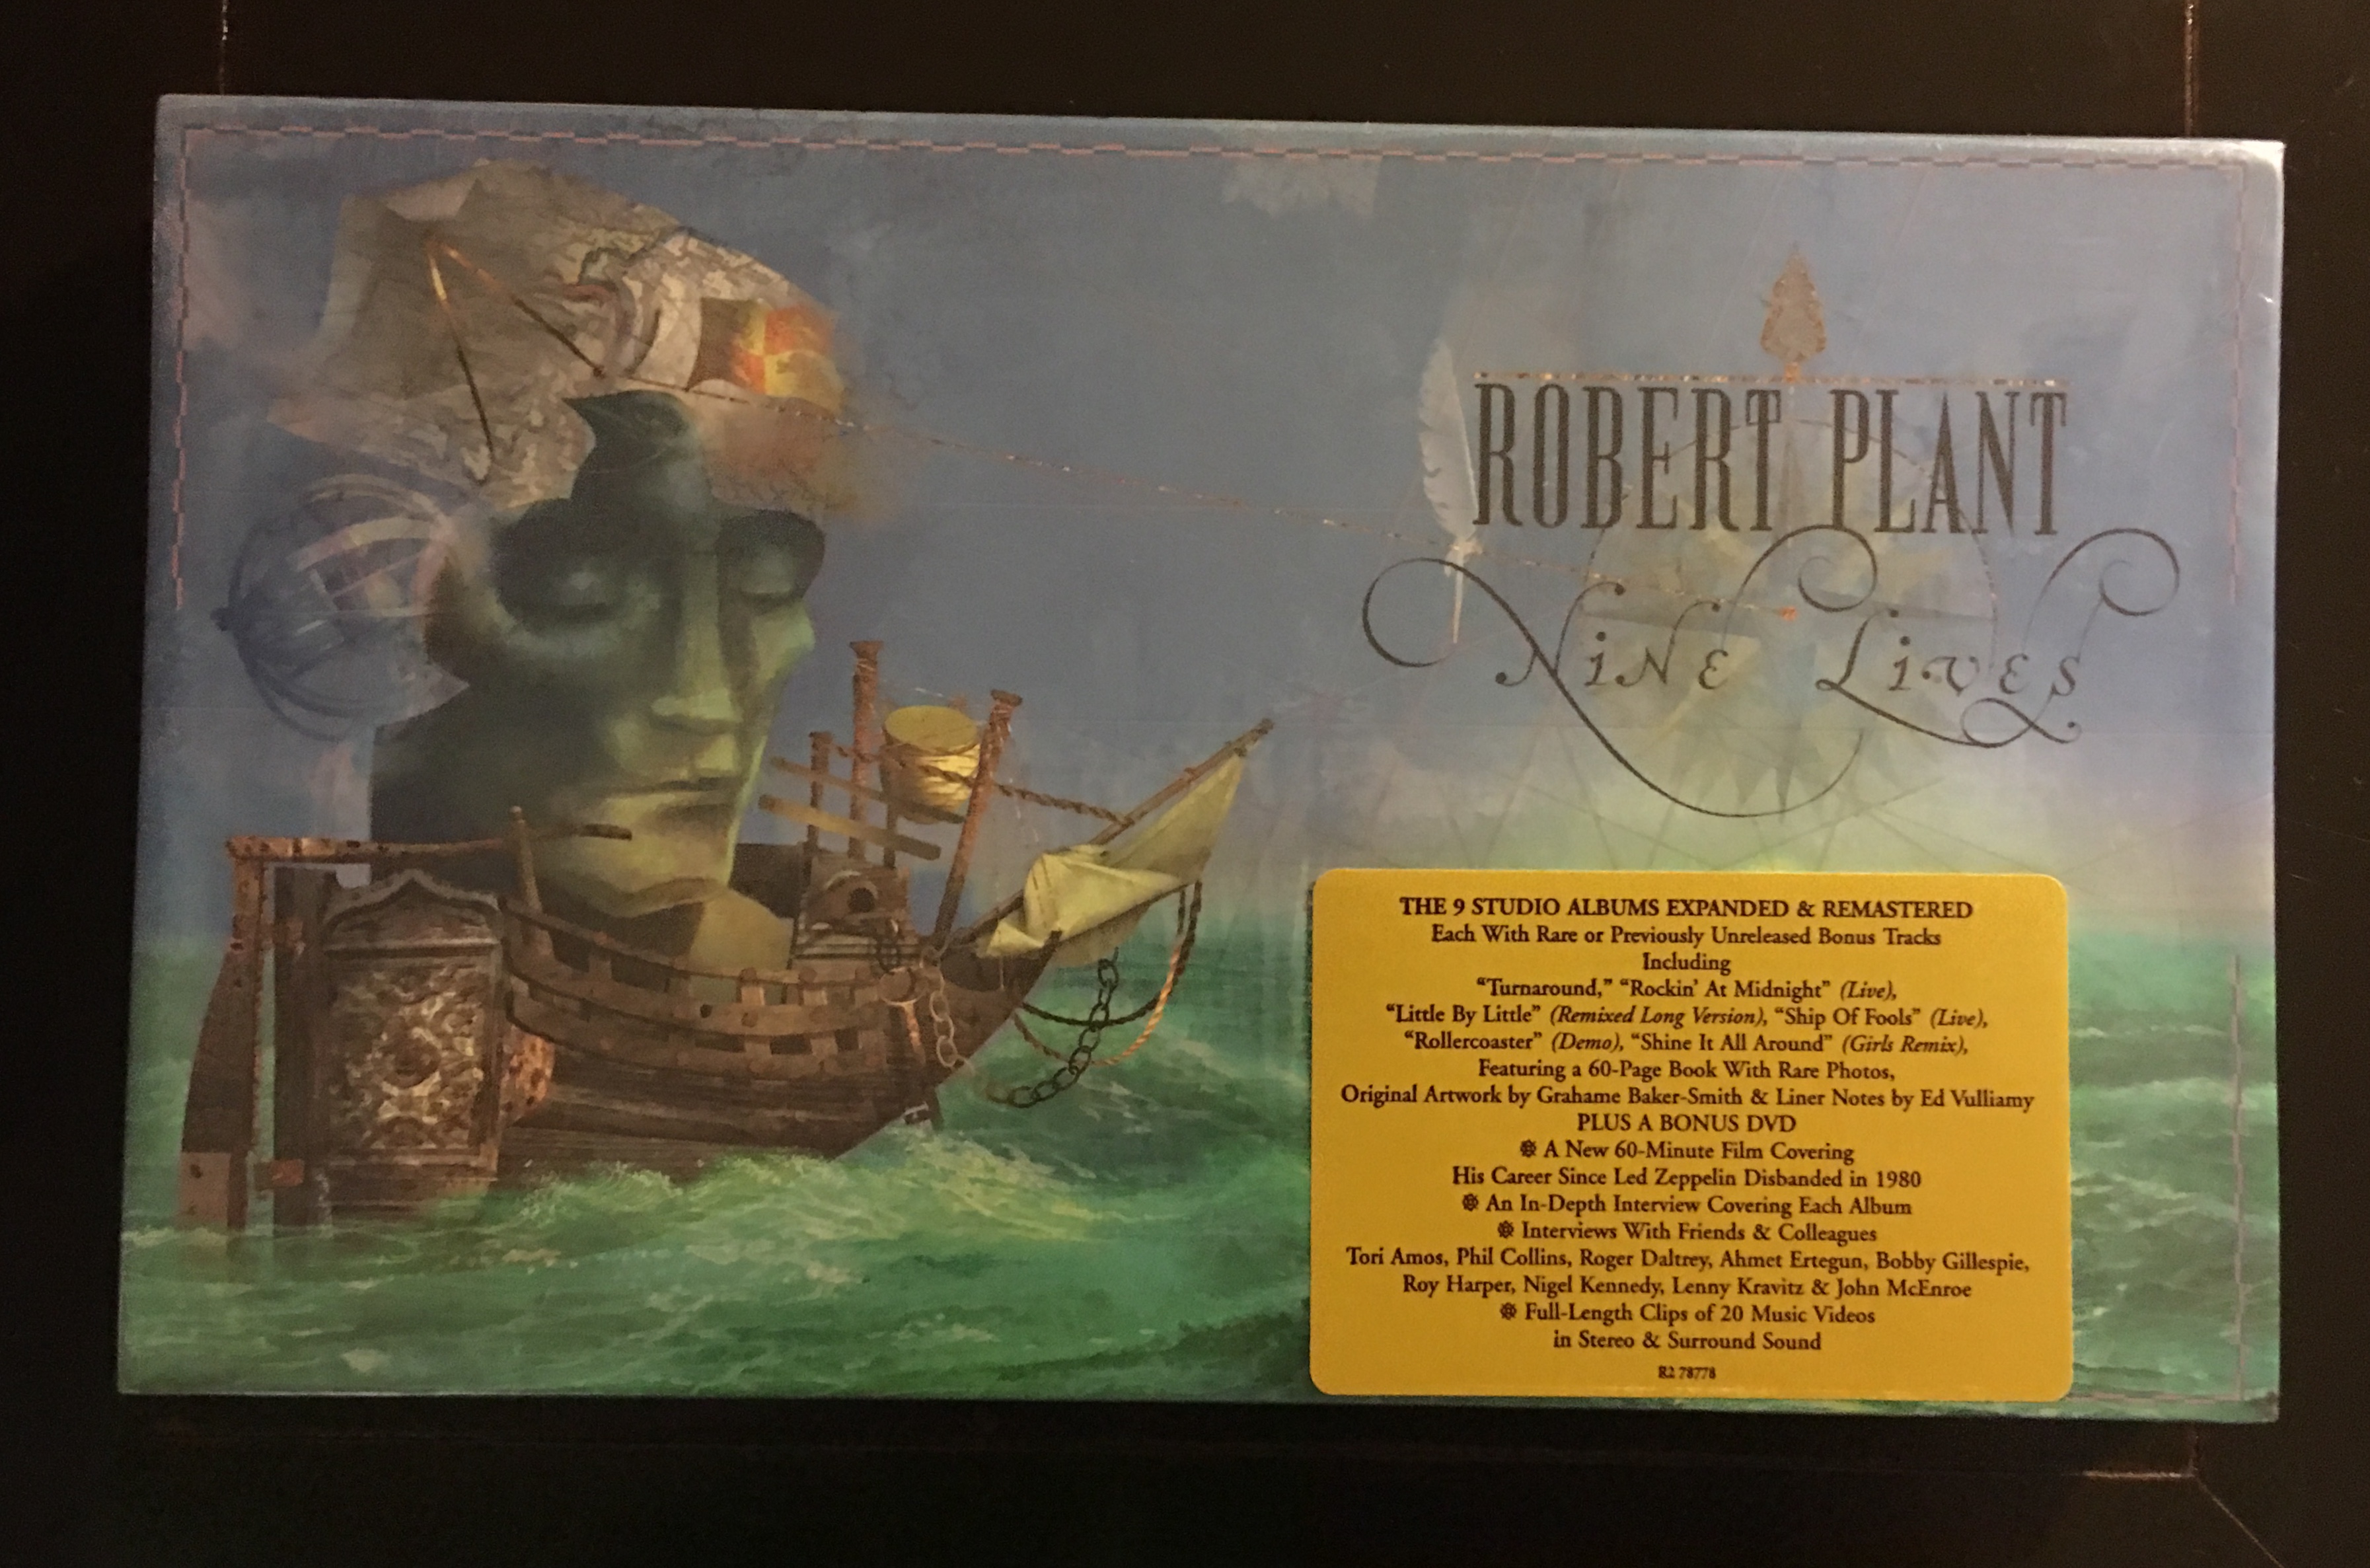 ROBERT PLANT
NiNE LivES
THE 9 STUDIO ALBUMS EXPANDED & REMASTERED
Each With Rare or Previously Unreleased Bonus Tracks
Including
“Turnaround,” “Rockin’ At Midnight” (Live),
“Little By Little” (Remixed Long Version), “Ship Of Fools” (Live),
“Rollercoaster” (Demo), “Shine It All Around” (Girls Remix),
Featuring a 60-Page Book With Rare Photos,
Original Artwork by Grahame Baker-Smith & Liner Notes by Ed Vulliamy
PLUS A BONUS DVD
☸ A New 60-Minute Film Covering
His Career Since Led Zeppelin Disbanded in 1980
☸ An In-Depth Interview Covering Each Album
☸ Interviews With Friends & Colleagues
Tori Amos, Phil Collins, Roger Daltrey, Ahmet Ertegun, Bobby Gillespie,
Roy Harper, Nigel Kennedy, Lenny Kravitz & John McEnroe
☸ Full-Length Clips of 20 Music Videos
in Stereo & Surround Sound
R2 78778